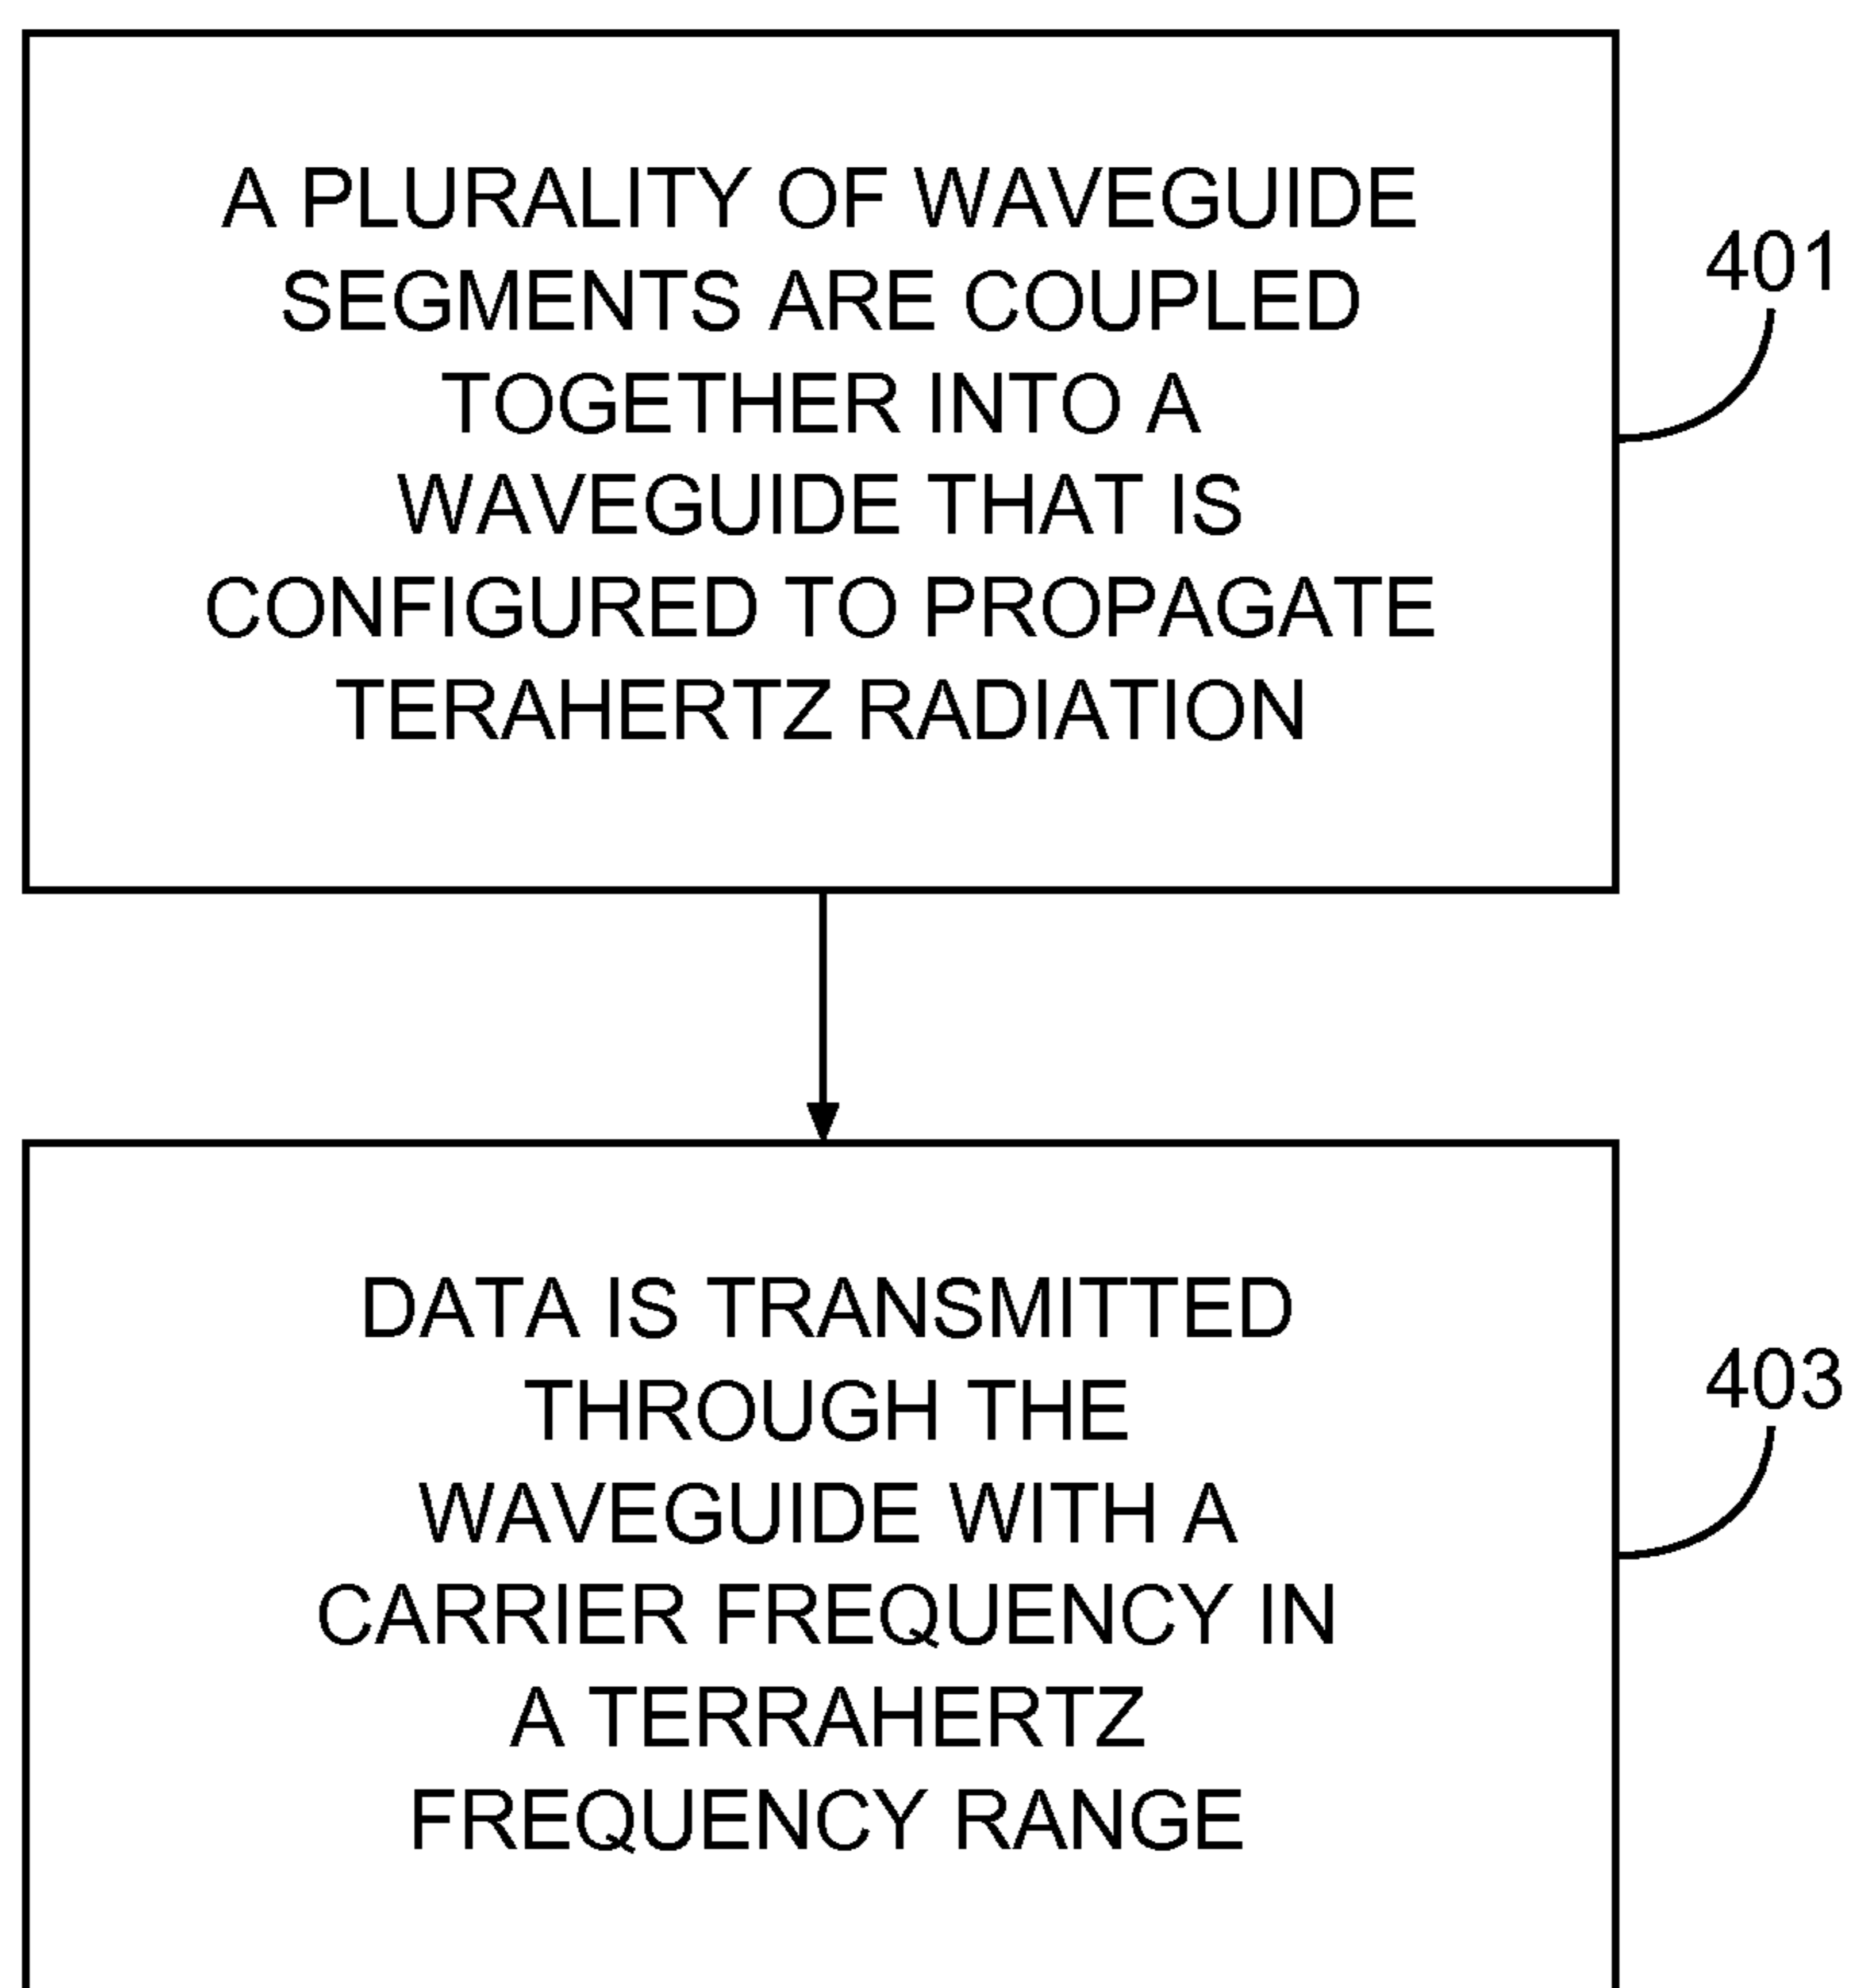 A PLURALITY OF WAVEGUIDE
SEGMENTS ARE COUPLED
TOGETHER INTO A
WAVEGUIDE THAT IS
CONFIGURED TO PROPAGATE
TERAHERTZ RADIATION
401
DATA IS TRANSMITTED
THROUGH THE
WAVEGUIDE WITH A
CARRIER FREQUENCY IN
A TERRAHERTZ
FREQUENCY RANGE
403